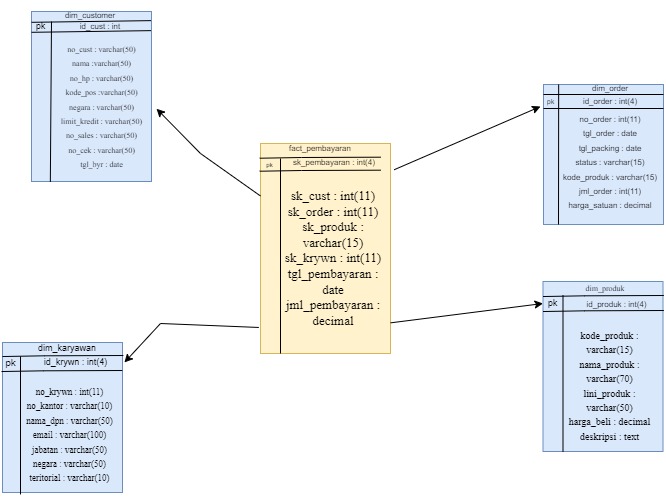 dim_customer
pk
id_cust : int
no_cust : varchar(50)
nama :varchar(50)
no_hp : varchar(50)
kode_pos :varchar(50)
negara : varchar(50)
limit_kredit : varchar(50)
no_sales : varchar(50)
no_cek : varchar(50)
tgl_byr : date
fact_pembayaran
pk
sk_pembayaran : int(4)
sk_cust : int(11)
sk_order : int(11)
sk_produk :
varchar(15)
sk_krywn : int(11)
tgl_pembayaran :
date
jml_pembayaran :
decimal
dim_order
pk
id_order : int(4)
no_order : int(11)
tgl_order : date
tgl_packing : date
status : varchar(15)
kode_produk : varchar(15)
jml_order : int(11)
harga_satuan : decimal
dim_karyawan
pk
id_krywn : int(4)
no_krywn : int(11)
no_kantor : varchar(10)
nama_dpn : varchar(50)
email : varchar(100)
jabatan : varchar(50)
negara : varchar(50)
teritorial : varchar(10)
dim_produk
pk
id_produk : int(4)
kode_produk :
varchar(15)
nama_produk :
varchar(70)
lini_produk :
varchar(50)
harga_beli : decimal
deskripsi : text